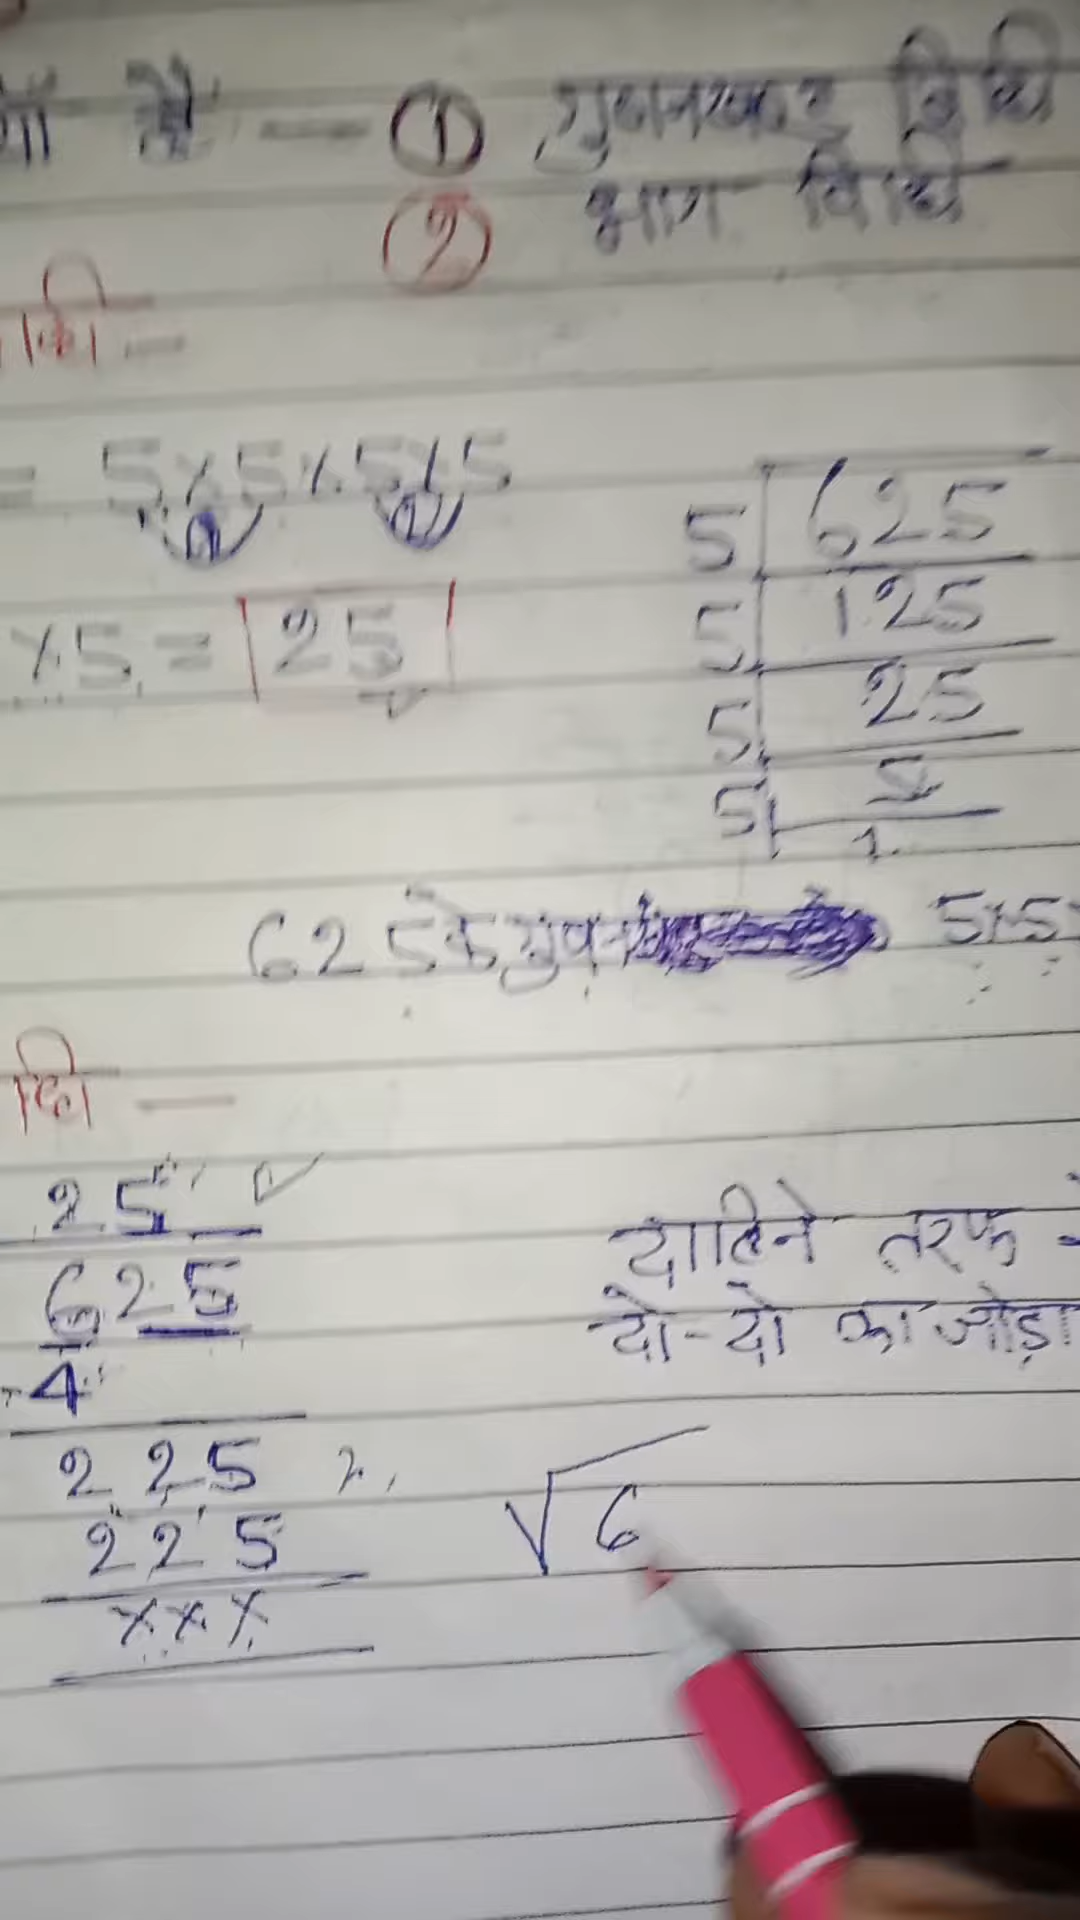 से — ① गुणनखण्ड विधि
② भाग विधि
= 5×5×5×5
×5 = 25
5 625
5 125
5 25
5 5
1
625 के 5×5
25
625
4
225
225
×××
दाहिने तरफ
दो-दो का जोड़ा
√6